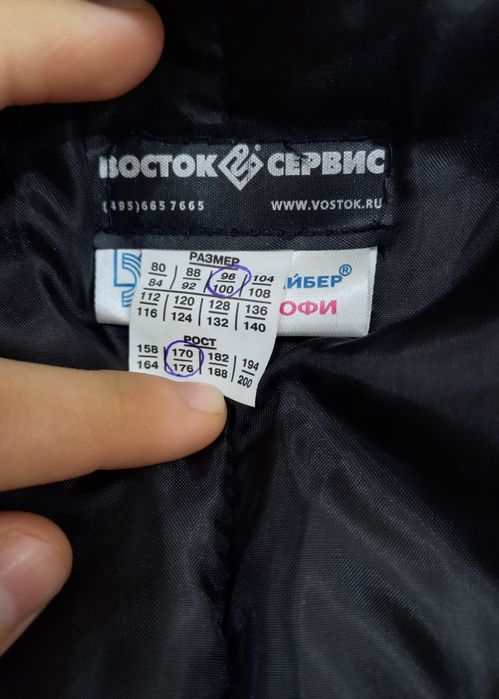 ВОСТОК СЕРВИС
(495)665 7665 WWW.VOSTOK.RU
РАЗМЕР
80 88 96 104
84 92 100 108
112 120 128 136
116 124 132 140
РОСТ
158 170 182 194
164 176 188 200
АЙБЕР®
ОФИ